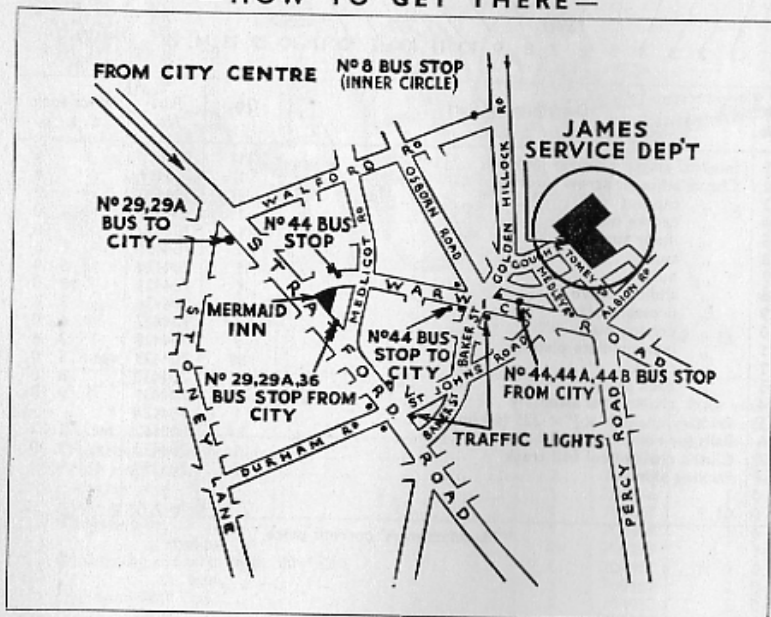 HOW TO GET THERE—
FROM CITY CENTRE
Nº 8 BUS STOP
(INNER CIRCLE)
JAMES
SERVICE DEP'T
Nº 29,29A
BUS TO
CITY
Nº 44 BUS
STOP
MERMAID
INN
Nº 29,29A,36
BUS STOP FROM
CITY
Nº 44 BUS
STOP TO
CITY
Nº 44,44A,44B BUS STOP
FROM CITY
TRAFFIC LIGHTS
WALFORD RD
OSBORN ROAD
GOLDEN HILLOCK RD
MEDLICOT RD
STRATFORD ROAD
WARWICK ROAD
GOUGH
TOMEY
MEDLEY RD
ALBION RD
BAKER ST
ST JOHNS ROAD
BAKER ST
STONEY LANE
DURHAM RD
PERCY ROAD